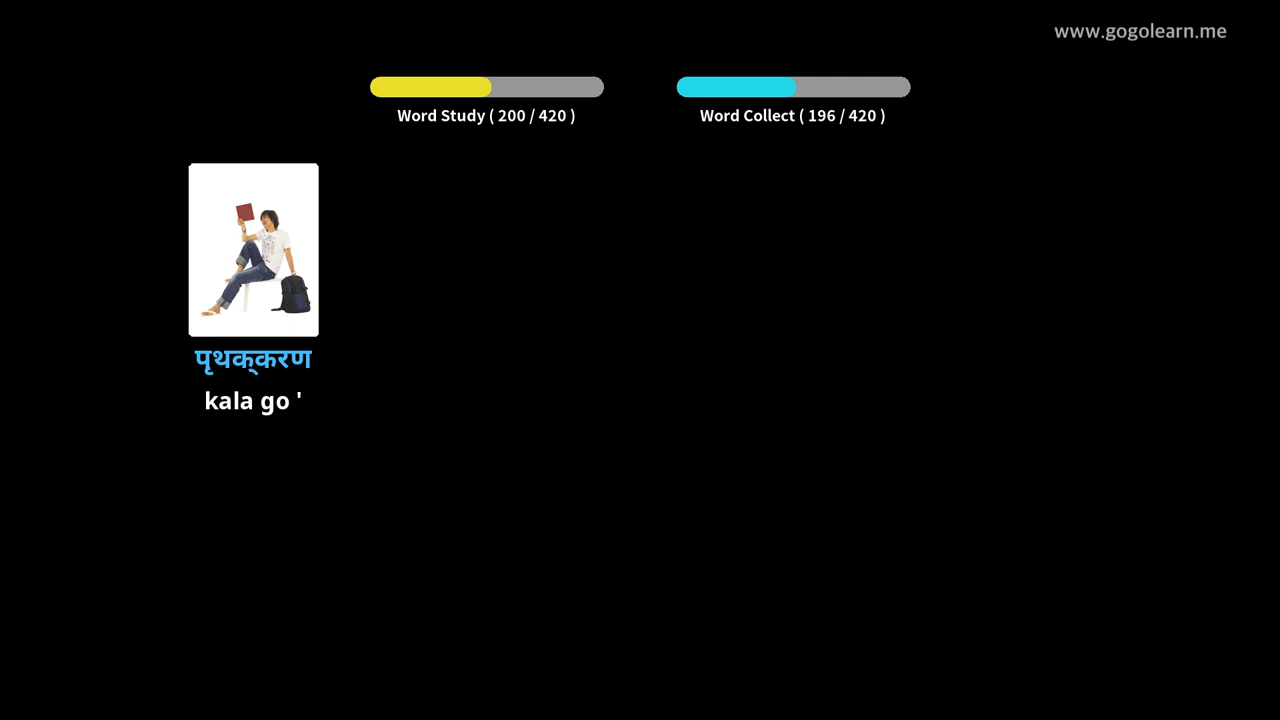 www.gogolearn.me
Word Study ( 200 / 420 )
Word Collect ( 196 / 420 )
पृथक्करण
kala go '